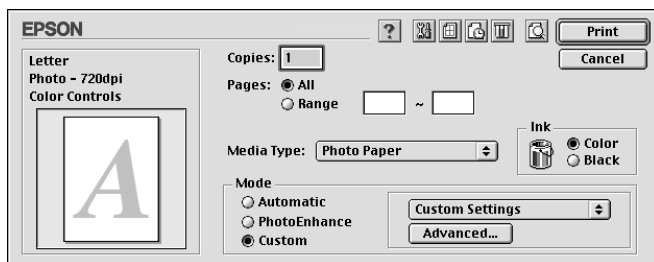 EPSON
?
Print
Cancel
Letter
Photo - 720dpi
Color Controls
A
Copies: 1
Pages: All
Range ~
Media Type: Photo Paper
Ink
Color
Black
Mode
Automatic
PhotoEnhance
Custom
Custom Settings
Advanced...